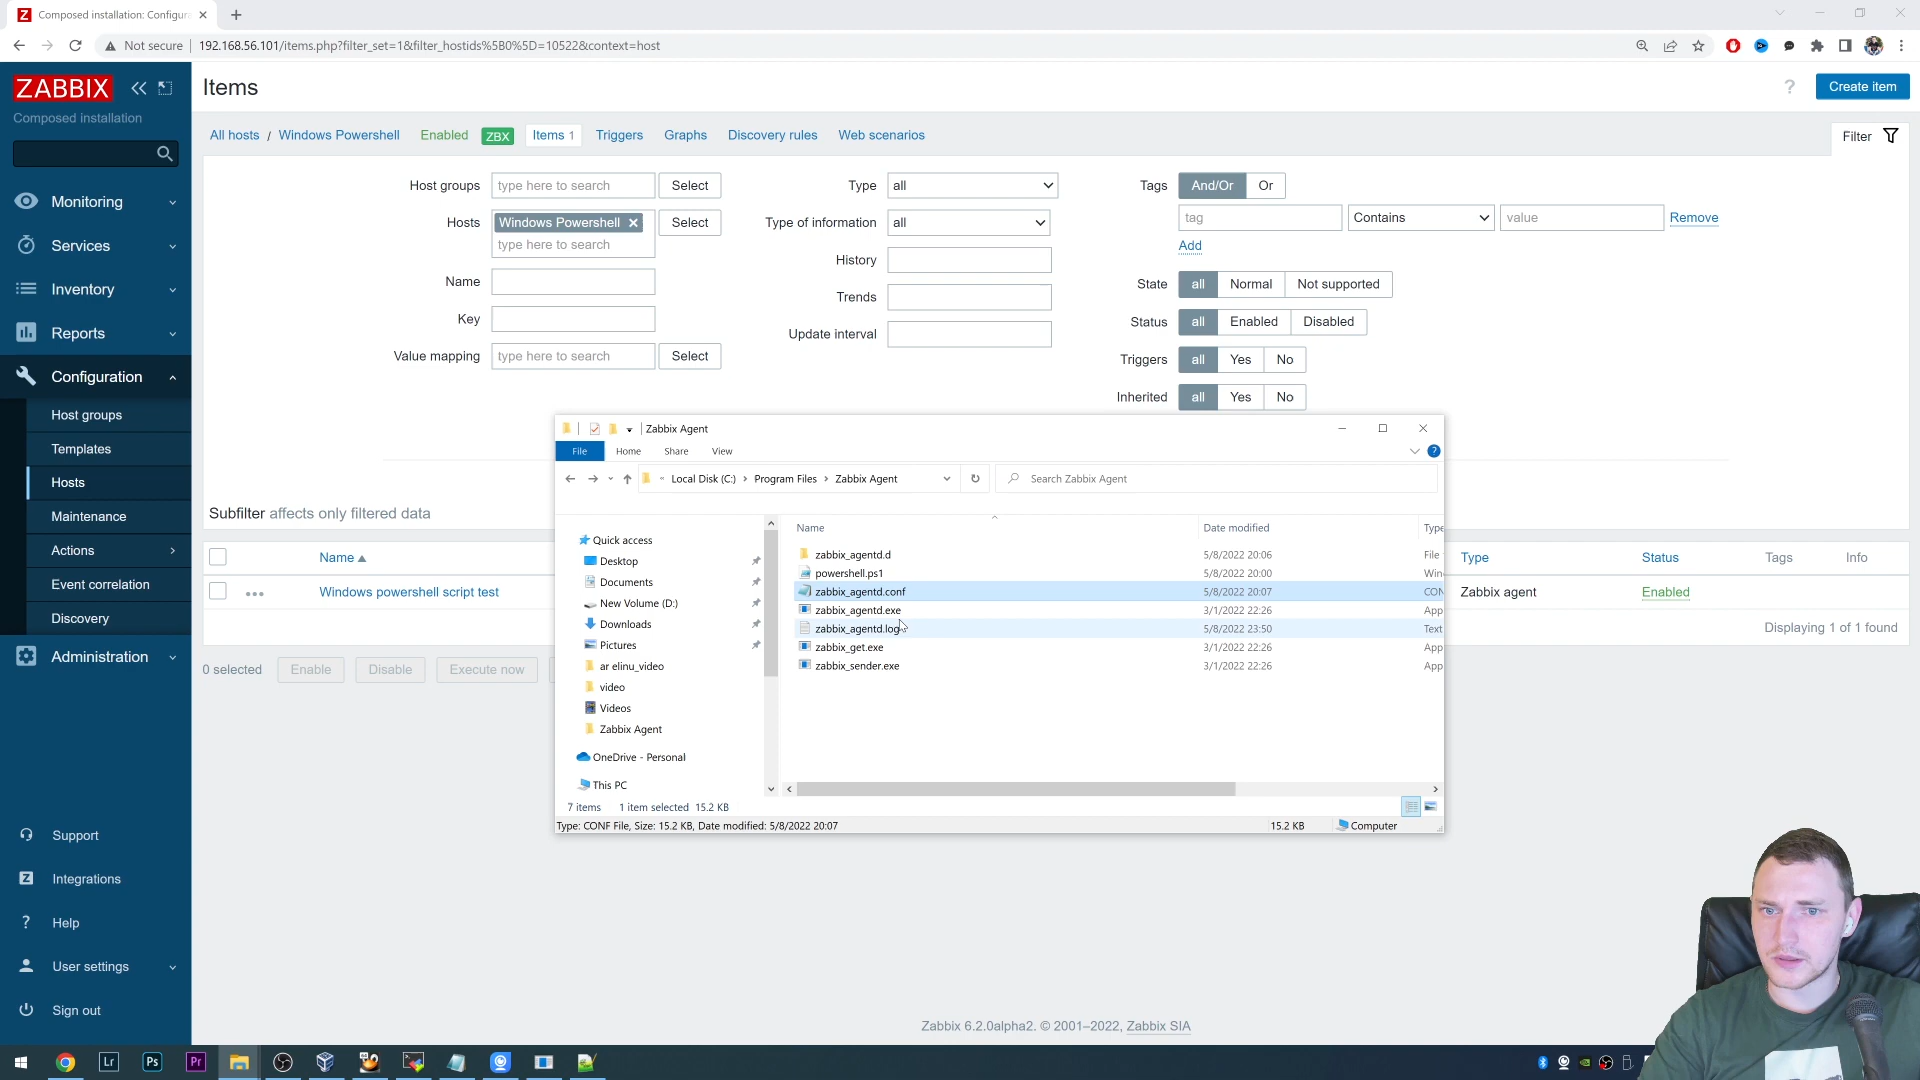 Composed installation: Configura
Not secure
192.168.56.101/items.php?filter_set=1&filter_hostids%5B0%5D=10522&context=host
ZABBIX
Composed installation
Monitoring
Services
Inventory
Reports
Configuration
Host groups
Templates
Hosts
Maintenance
Actions
Event correlation
Discovery
Administration
Support
Integrations
Help
User settings
Sign out
Items
? Create item
All hosts / Windows Powershell Enabled ZBX Items 1 Triggers Graphs Discovery rules Web scenarios
Filter
Host groups type here to search Select
Hosts Windows Powershell Select
type here to search
Name
Key
Value mapping type here to search Select
Type all
Type of information all
History
Trends
Update interval
Tags And/Or Or
tag Contains value Remove
Add
State all Normal Not supported
Status all Enabled Disabled
Triggers all Yes No
Inherited all Yes No
Subfilter affects only filtered data
Name Type Status Tags Info
Windows powershell script test Zabbix agent Enabled
Displaying 1 of 1 found
0 selected Enable Disable Execute now
Zabbix Agent
File Home Share View
« Local Disk (C:) › Program Files › Zabbix Agent
Search Zabbix Agent
Quick access
Desktop
Documents
New Volume (D:)
Downloads
Pictures
ar elinu_video
video
Videos
Zabbix Agent
OneDrive - Personal
This PC
Name Date modified Type
zabbix_agentd.d 5/8/2022 20:06 File
powershell.ps1 5/8/2022 20:00 Win
zabbix_agentd.conf 5/8/2022 20:07 CON
zabbix_agentd.exe 3/1/2022 22:26 App
zabbix_agentd.log 5/8/2022 23:50 Text
zabbix_get.exe 3/1/2022 22:26 App
zabbix_sender.exe 3/1/2022 22:26 App
7 items 1 item selected 15.2 KB
Type: CONF File, Size: 15.2 KB, Date modified: 5/8/2022 20:07 15.2 KB Computer
Zabbix 6.2.0alpha2. © 2001–2022, Zabbix SIA
Lr Ps Pr